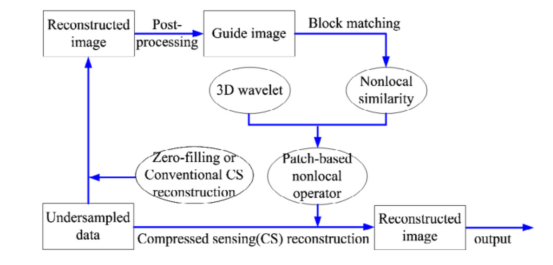 Reconstructed
image
Post-
processing
Guide image
Block matching
3D wavelet
Nonlocal
similarity
Zero-filling or
Conventional CS
reconstruction
Patch-based
nonlocal
operator
Undersampled
data
Compressed sensing(CS) reconstruction
Reconstructed
image
output